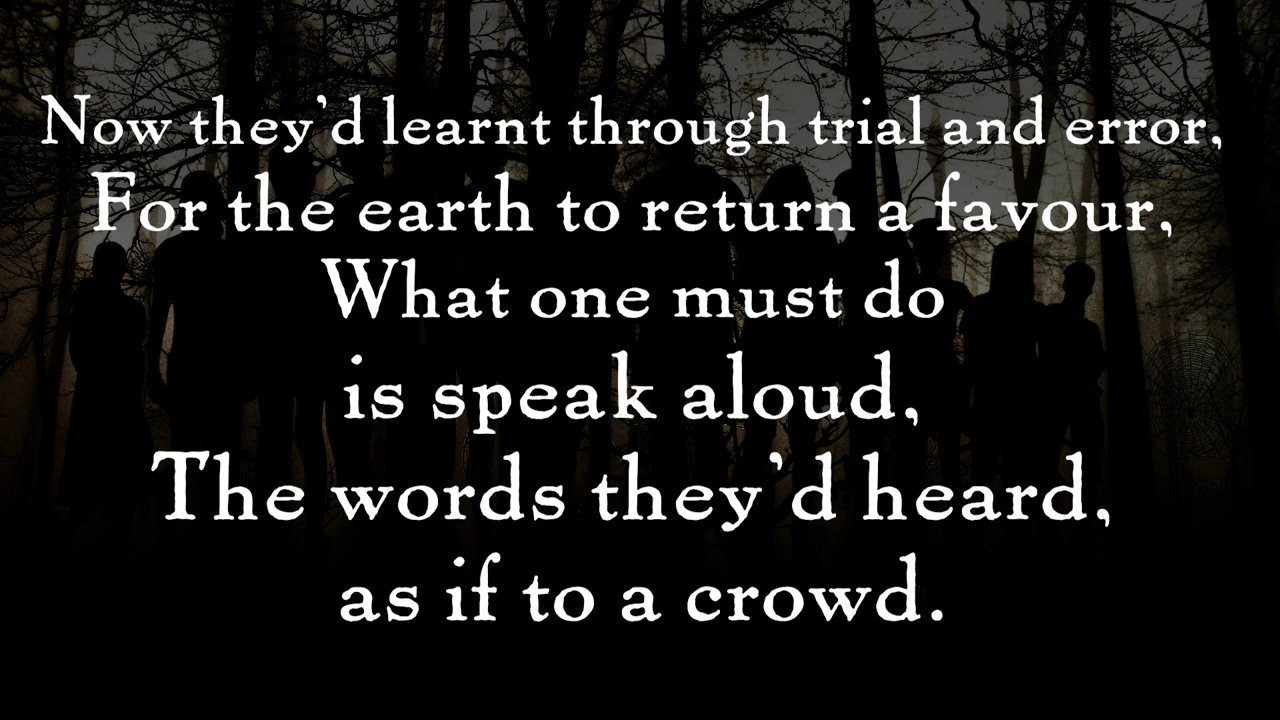 Now they'd learnt through trial and error,
For the earth to return a favour,
What one must do
is speak aloud,
The words they'd heard,
as if to a crowd.